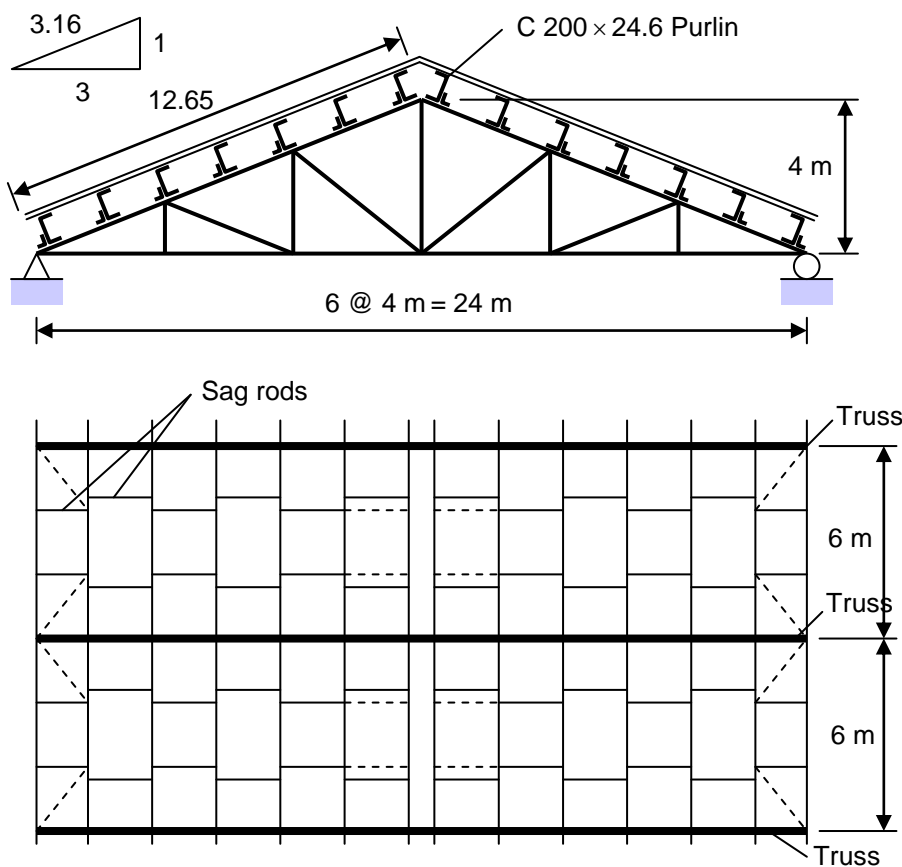 3.16
1
3
C 200 × 24.6 Purlin
12.65
4 m
6 @ 4 m = 24 m
Sag rods
Truss
6 m
Truss
6 m
Truss